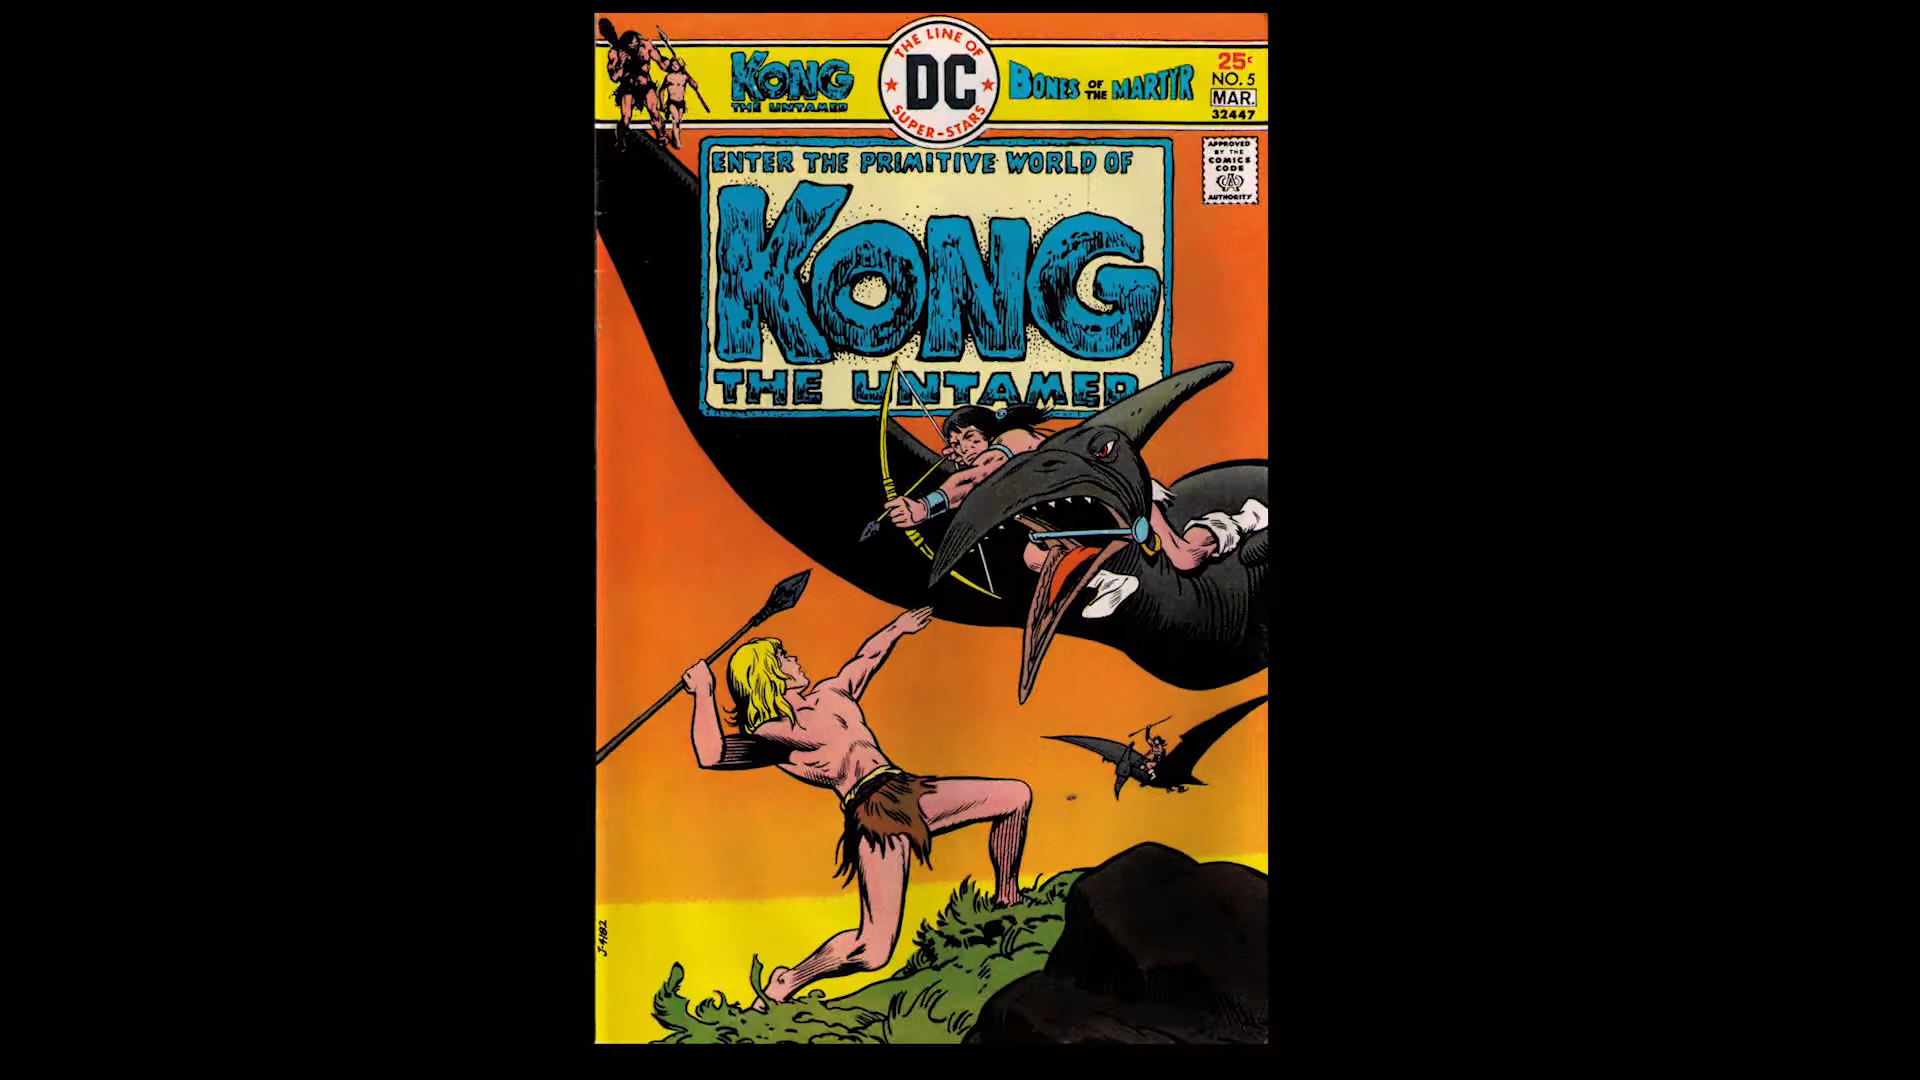 KONG
THE UNTAMED
THE LINE OF
DC
SUPER-STARS
BONES OF THE MARTYR
25¢
NO. 5
MAR.
32447
APPROVED
BY THE
COMICS
CODE
AUTHORITY
ENTER THE PRIMITIVE WORLD OF
KONG
THE UNTAMED
J-4182